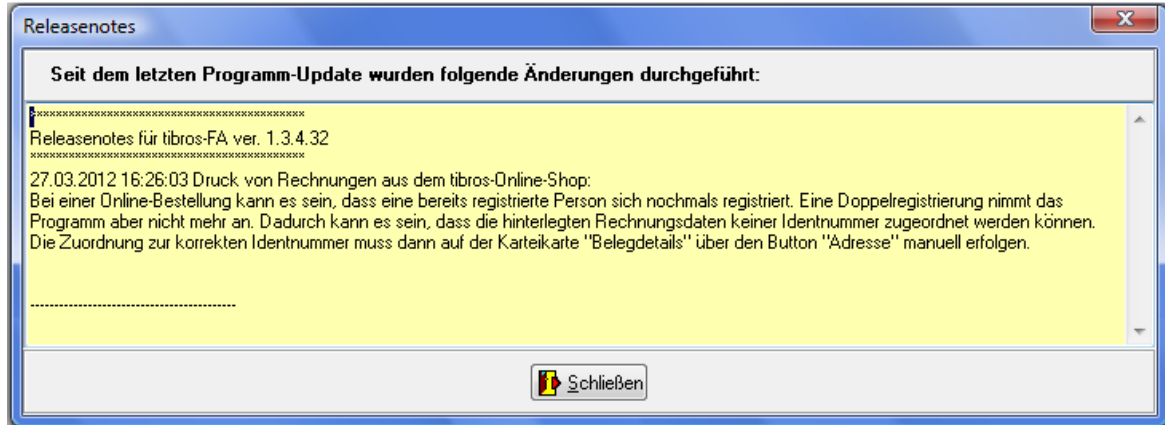 Releasenotes
Seit dem letzten Programm-Update wurden folgende Änderungen durchgeführt:
*******************************************
Releasenotes für tibros-FA ver. 1.3.4.32
*******************************************
27.03.2012 16:26:03 Druck von Rechnungen aus dem tibros-Online-Shop:
Bei einer Online-Bestellung kann es sein, dass eine bereits registrierte Person sich nochmals registriert. Eine Doppelregistrierung nimmt das
Programm aber nicht mehr an. Dadurch kann es sein, dass die hinterlegten Rechnungsdaten keiner Identnummer zugeordnet werden können.
Die Zuordnung zur korrekten Identnummer muss dann auf der Karteikarte "Belegdetails" über den Button "Adresse" manuell erfolgen.
-----------------------------------------
Schließen